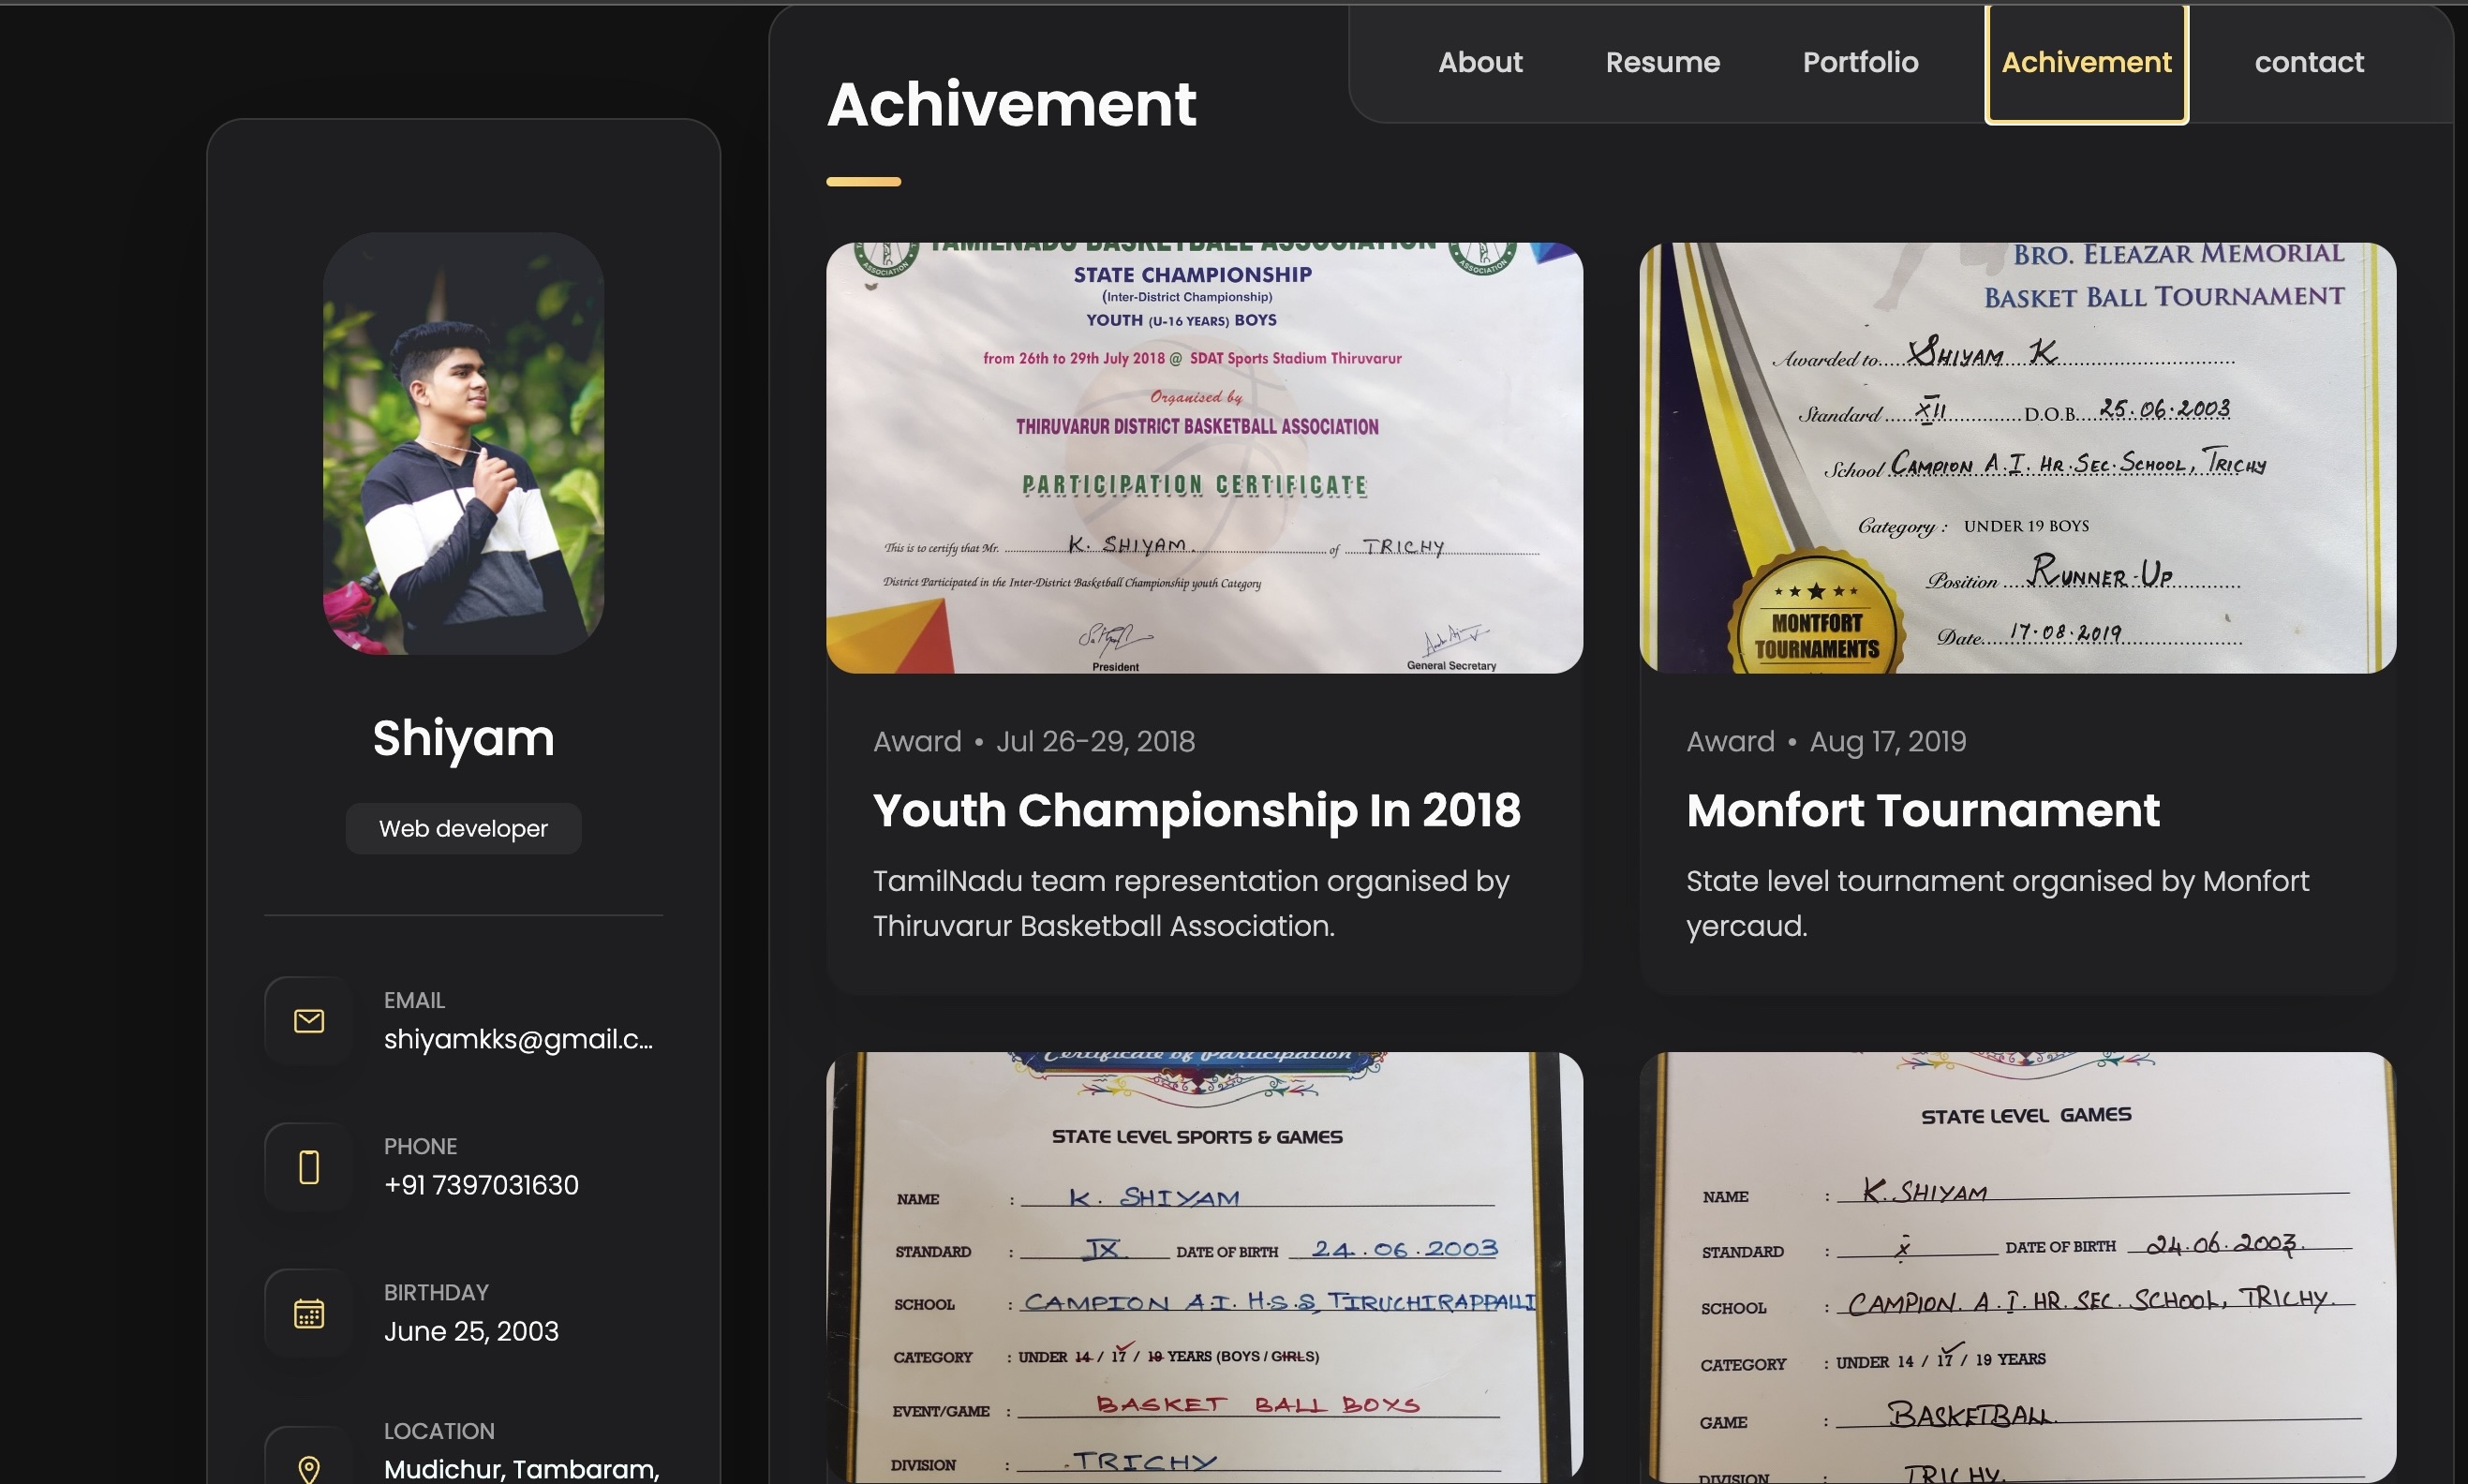 About Resume Portfolio Achivement contact
Achivement
Shiyam
Web developer
EMAIL
shiyamkks@gmail.c...
PHONE
+91 7397031630
BIRTHDAY
June 25, 2003
LOCATION
Mudichur, Tambaram,
TAMILNADU BASKETBALL ASSOCIATION
ASSOCIATION
ASSOCIATION
STATE CHAMPIONSHIP
(Inter-District Championship)
YOUTH (U-16 YEARS) BOYS
from 26th to 29th July 2018 @ SDAT Sports Stadium Thiruvarur
Organised by
THIRUVARUR DISTRICT BASKETBALL ASSOCIATION
PARTICIPATION CERTIFICATE
This is to certify that Mr. K. SHIYAM. of TRICHY
District Participated in the Inter-District Basketball Championship youth Category
President General Secretary
Award • Jul 26-29, 2018
Youth Championship In 2018
TamilNadu team representation organised by
Thiruvarur Basketball Association.
BRO. ELEAZAR MEMORIAL
BASKET BALL TOURNAMENT
Awarded to SHIYAM K
Standard XII D.O.B. 25.06.2003
School CAMPION A.I. HR.SEC.SCHOOL, TRICHY
Category : UNDER 19 BOYS
Position RUNNER-UP
Date 17.08.2019
MONTFORT
TOURNAMENTS
Award • Aug 17, 2019
Monfort Tournament
State level tournament organised by Monfort
yercaud.
Certificate of Participation
STATE LEVEL SPORTS & GAMES
NAME : K. SHIYAM
STANDARD : IX DATE OF BIRTH 24.06.2003
SCHOOL : CAMPION A.I. H.S.S, TIRUCHIRAPPALLI
CATEGORY : UNDER 14 / 17 / 19 YEARS (BOYS / GIRLS)
EVENT/GAME : BASKET BALL BOYS
DIVISION : TRICHY
STATE LEVEL GAMES
NAME : K. SHIYAM
STANDARD : X DATE OF BIRTH 24.06.2003.
SCHOOL : CAMPION. A.I. HR. SEC. SCHOOL, TRICHY.
CATEGORY : UNDER 14 / 17 / 19 YEARS
GAME : BASKETBALL.
DIVISION : TRICHY.